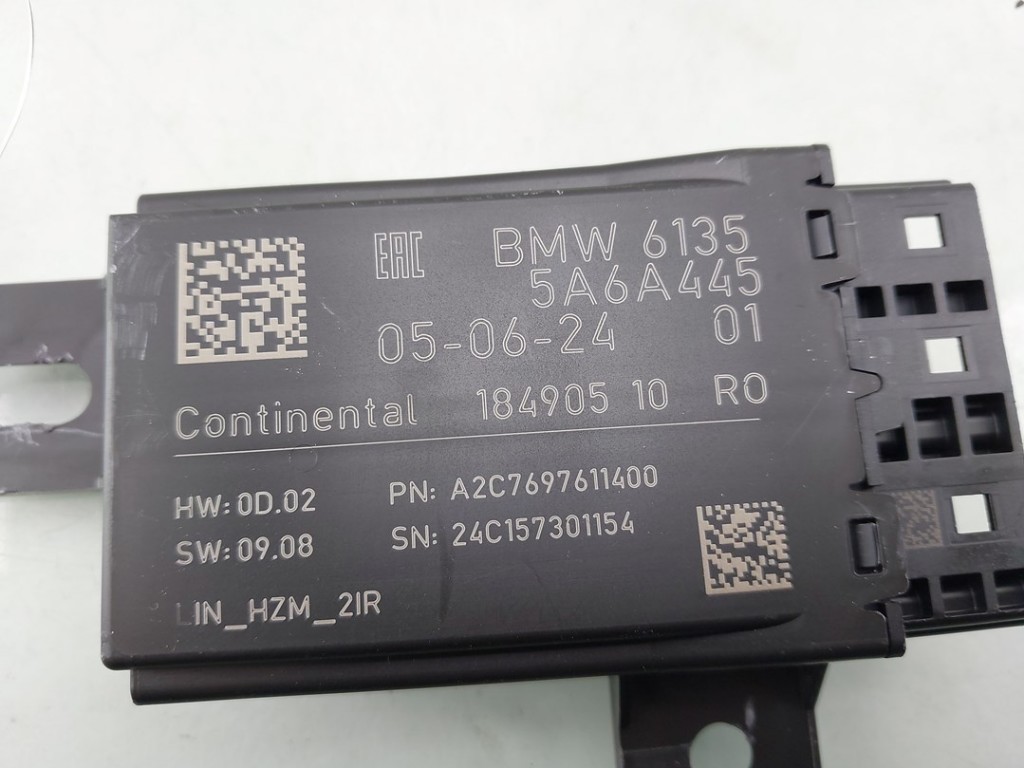 EAC BMW 6135
5A6A445
05-06-24 01
Continental 184905 10 RO
HW: 0D.02 PN: A2C7697611400
SW: 09.08 SN: 24C157301154
LIN_HZM_2IR